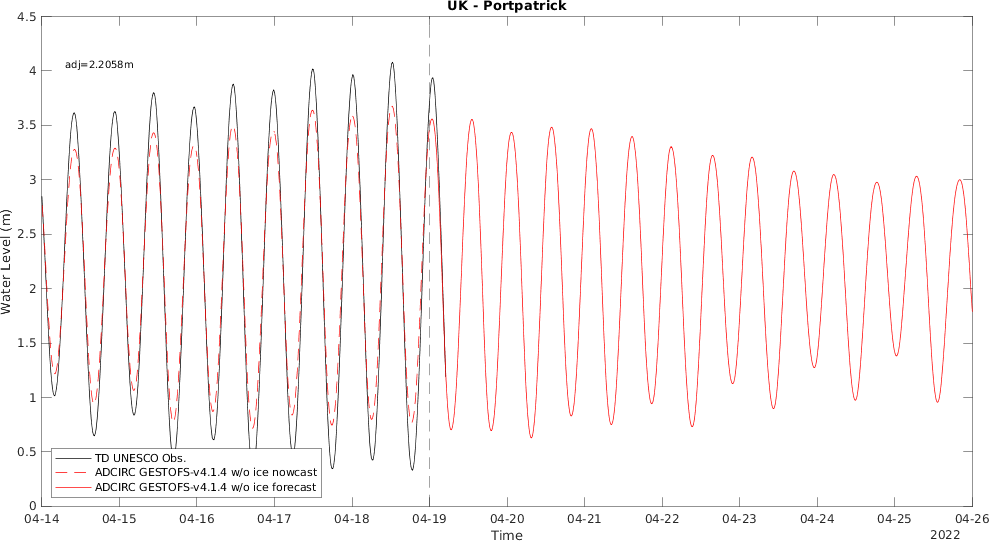 UK - Portpatrick
adj=2.2058m
4.5
4
3.5
3
2.5
2
1.5
1
0.5
0
Water Level (m)
TD UNESCO Obs.
ADCIRC GESTOFS-v4.1.4 w/o ice nowcast
ADCIRC GESTOFS-v4.1.4 w/o ice forecast
04-14 04-15 04-16 04-17 04-18 04-19 04-20 04-21 04-22 04-23 04-24 04-25 04-26
Time
2022